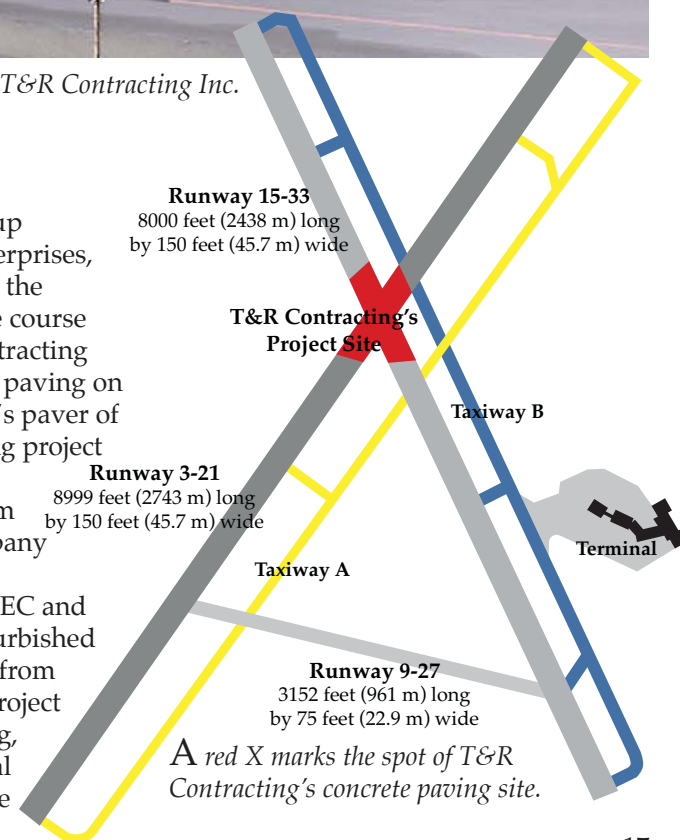 T&R Contracting Inc.
up
erprises,
the
e course
tracting
paving on
's paver of
g project
m
pany
EC and
urbished
from
roject
g,
al
e
Runway 15-33
8000 feet (2438 m) long
by 150 feet (45.7 m) wide
T&R Contracting's
Project Site
Taxiway B
Runway 3-21
8999 feet (2743 m) long
by 150 feet (45.7 m) wide
Terminal
Taxiway A
Runway 9-27
3152 feet (961 m) long
by 75 feet (22.9 m) wide
A red X marks the spot of T&R
Contracting's concrete paving site.